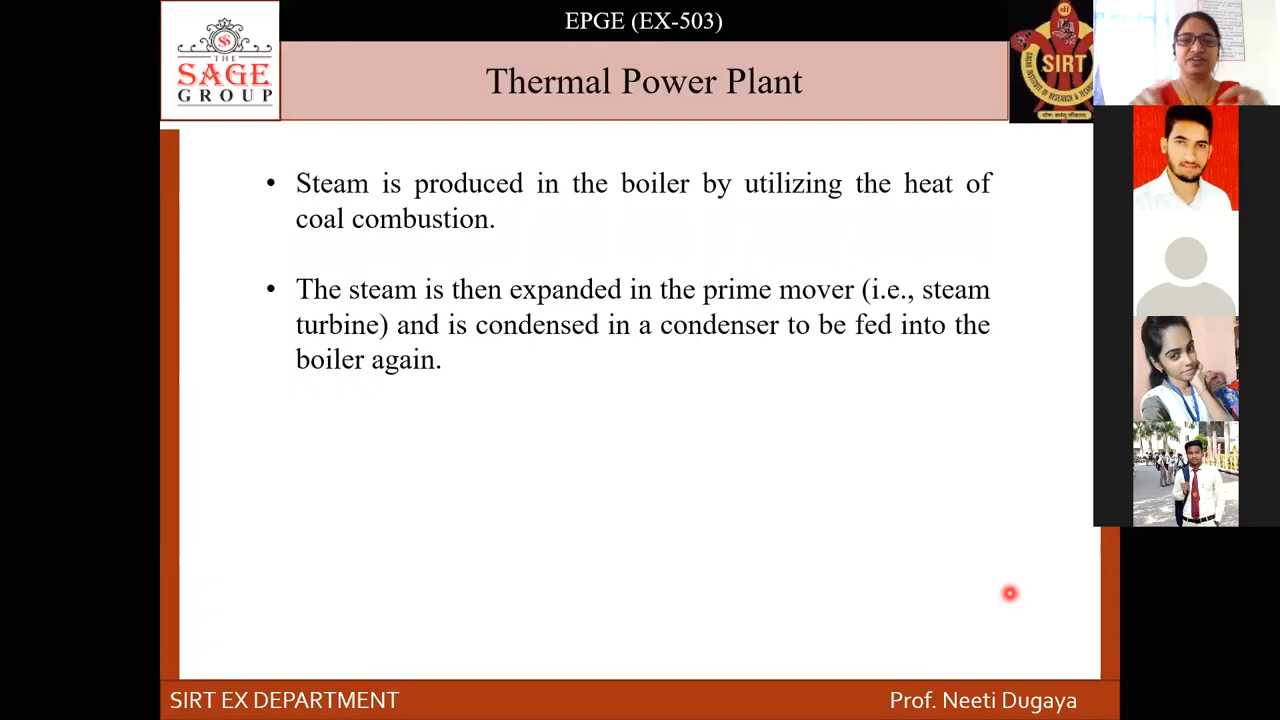 EPGE (EX-503)
THE
SAGE
GROUP
Thermal Power Plant
SIRT
• Steam is produced in the boiler by utilizing the heat of
coal combustion.
• The steam is then expanded in the prime mover (i.e., steam
turbine) and is condensed in a condenser to be fed into the
boiler again.
SIRT EX DEPARTMENT
Prof. Neeti Dugaya